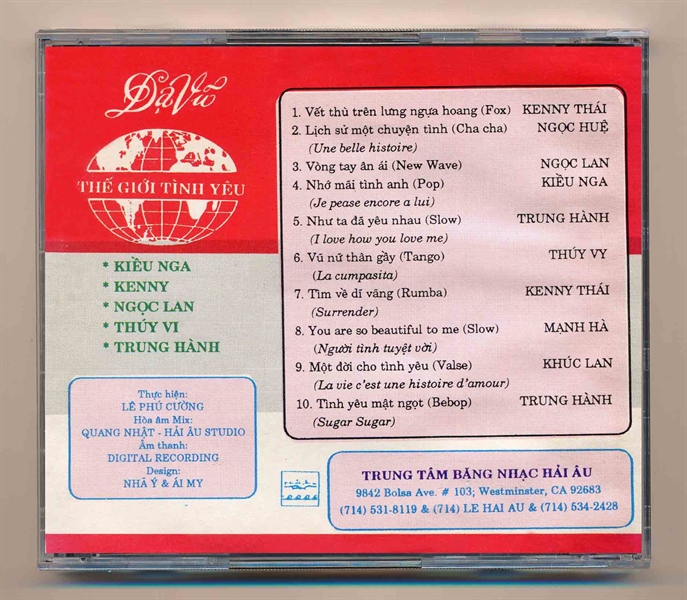 Dạ Vũ
THẾ GIỚI TÌNH YÊU
* KIỀU NGA
* KENNY
* NGỌC LAN
* THÚY VI
* TRUNG HÀNH
Thực hiện:
LÊ PHÚ CƯỜNG
Hòa âm Mix:
QUANG NHẬT - HẢI ÂU STUDIO
Âm thanh:
DIGITAL RECORDING
Design:
NHÃ Ý & ÁI MY
1. Vết thù trên lưng ngựa hoang (Fox) KENNY THÁI
2. Lịch sử một chuyện tình (Cha cha) NGỌC HUỆ
(Une belle histoire)
3. Vòng tay ân ái (New Wave) NGỌC LAN
4. Nhớ mãi tình anh (Pop) KIỀU NGA
(Je pease encore a lui)
5. Như ta đã yêu nhau (Slow) TRUNG HÀNH
(I love how you love me)
6. Vũ nữ thân gầy (Tango) THÚY VY
(La cumpasita)
7. Tìm về dĩ vãng (Rumba) KENNY THÁI
(Surrender)
8. You are so beautiful to me (Slow) MẠNH HÀ
(Người tình tuyệt vời)
9. Một đời cho tình yêu (Valse) KHÚC LAN
(La vie c'est une histoire d'amour)
10. Tình yêu mật ngọt (Bebop) TRUNG HÀNH
(Sugar Sugar)
TRUNG TÂM BĂNG NHẠC HẢI ÂU
9842 Bolsa Ave. # 103; Westminster, CA 92683
(714) 531-8119 & (714) LE HAI AU & (714) 534-2428